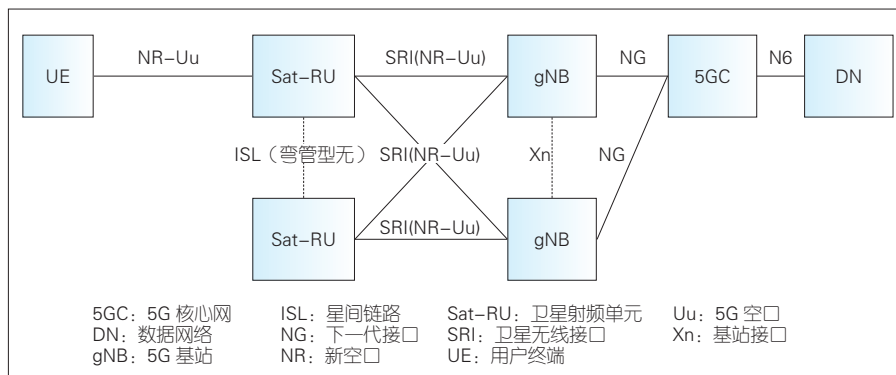 NR-Uu
SRI(NR-Uu)
NG
N6
UE
Sat-RU
gNB
5GC
DN
ISL（弯管型无）
SRI(NR-Uu)
Xn
NG
Sat-RU
SRI(NR-Uu)
gNB
5GC：5G 核心网
ISL：星间链路
Sat-RU：卫星射频单元
Uu：5G 空口
DN：数据网络
NG：下一代接口
SRI：卫星无线接口
Xn：基站接口
gNB：5G 基站
NR：新空口
UE：用户终端